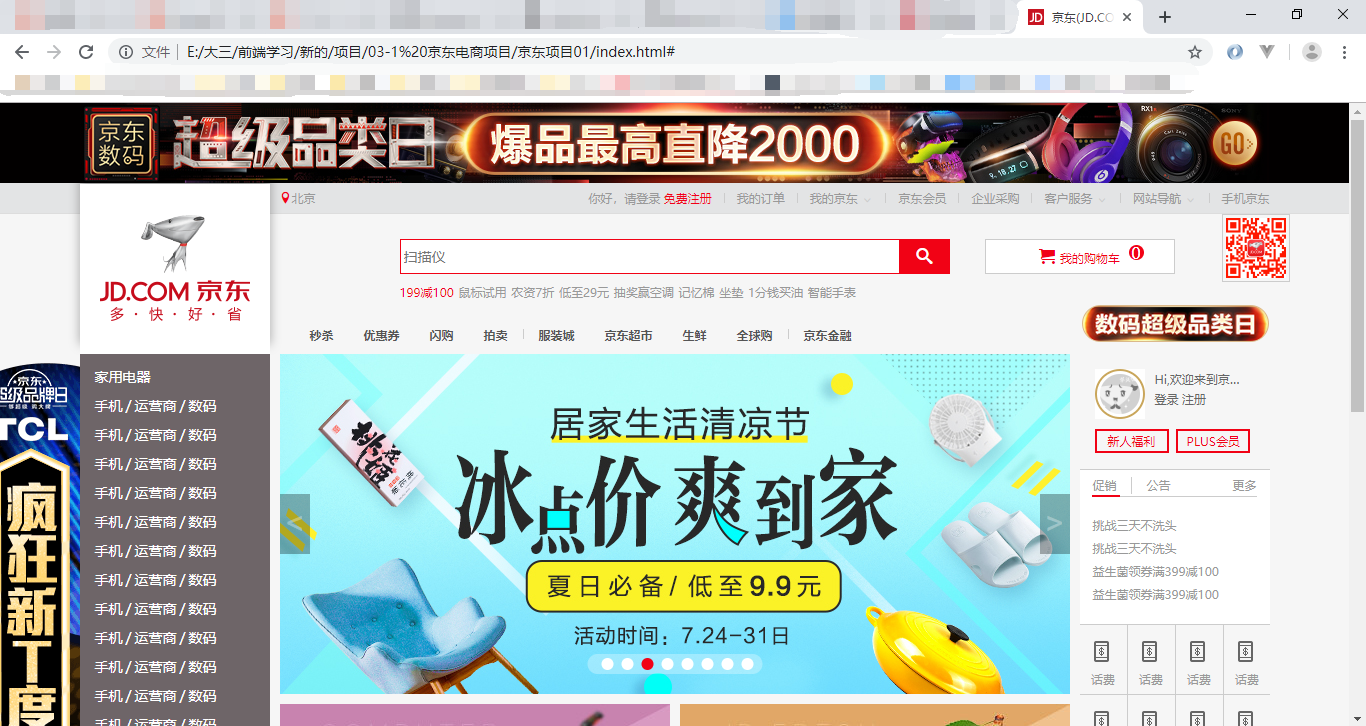 京东(JD.CO
文件 E:/大三/前端学习/新的/项目/03-1%20京东电商项目/京东项目01/index.html#
京东数码 超级品类日 爆品最高直降2000 GO
RX1 SONY
Carl Zeiss
9.18.27
北京 你好，请登录 免费注册 我的订单 我的京东 京东会员 企业采购 客户服务 网站导航 手机京东
JD.COM 京东
多·快·好·省
扫描仪
我的购物车 0
199减100 鼠标试用 农资7折 低至29元 抽奖赢空调 记忆棉 坐垫 1分钱买油 智能手表
数码超级品类日
秒杀 优惠券 闪购 拍卖 服装城 京东超市 生鲜 全球购 京东金融
京东
超级品牌日
TCL
疯狂新T度
家用电器
手机 / 运营商 / 数码
手机 / 运营商 / 数码
手机 / 运营商 / 数码
手机 / 运营商 / 数码
手机 / 运营商 / 数码
手机 / 运营商 / 数码
手机 / 运营商 / 数码
手机 / 运营商 / 数码
手机 / 运营商 / 数码
手机 / 运营商 / 数码
手机 / 运营商 / 数码
手机 / 运营商 / 数码
居家生活清凉节
冰点价 爽到家
夏日必备/低至9.9元
活动时间：7.24-31日
<
>
Hi,欢迎来到京...
登录 注册
新人福利 PLUS会员
促销 公告 更多
挑战三天不洗头
挑战三天不洗头
益生菌领券满399减100
益生菌领券满399减100
话费 话费 话费 话费